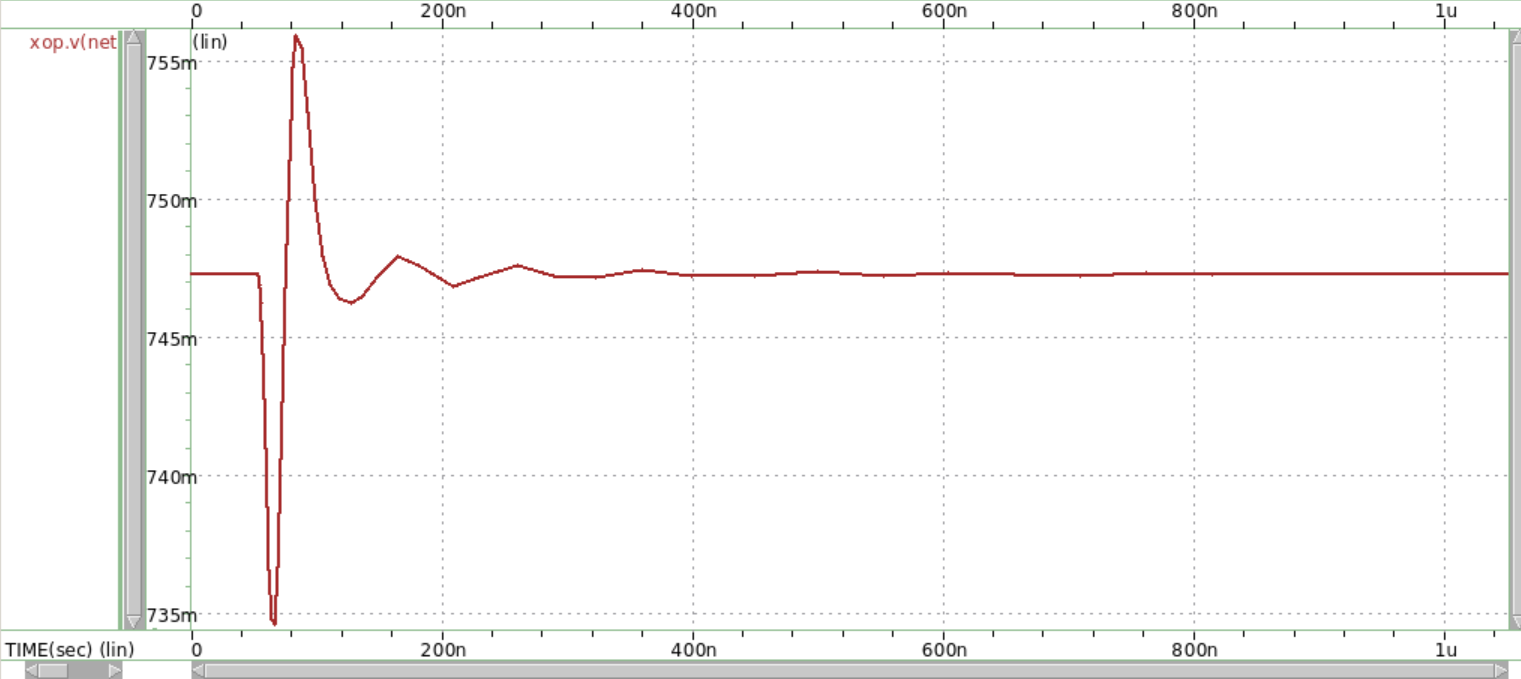 0 200n 400n 600n 800n 1u
xop.v(net (lin)
755m
750m
745m
740m
735m
TIME(sec) (lin) 0 200n 400n 600n 800n 1u